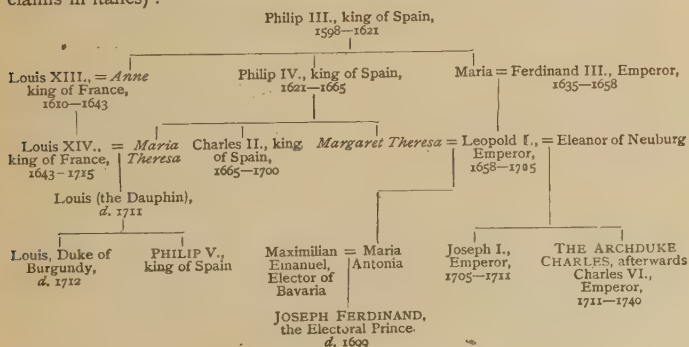 claims in italics) :
Philip III., king of Spain,
1598—1621
Louis XIII., = Anne
king of France,
1610—1643
Philip IV., king of Spain,
1621—1665
Maria = Ferdinand III., Emperor,
1635—1658
Louis XIV., = Maria
king of France, Theresa
1643-1715
Charles II., king
of Spain,
1665—1700
Margaret Theresa = Leopold I., = Eleanor of Neuburg
Emperor,
1658—1705
Louis (the Dauphin),
d. 1711
Louis, Duke of
Burgundy,
d. 1712
PHILIP V.,
king of Spain
Maximilian = Maria
Emanuel, Antonia
Elector of
Bavaria
Joseph I.,
Emperor,
1705—1711
THE ARCHDUKE
CHARLES, afterwards
Charles VI.,
Emperor,
1711—1740
JOSEPH FERDINAND,
the Electoral Prince.
d. 1699